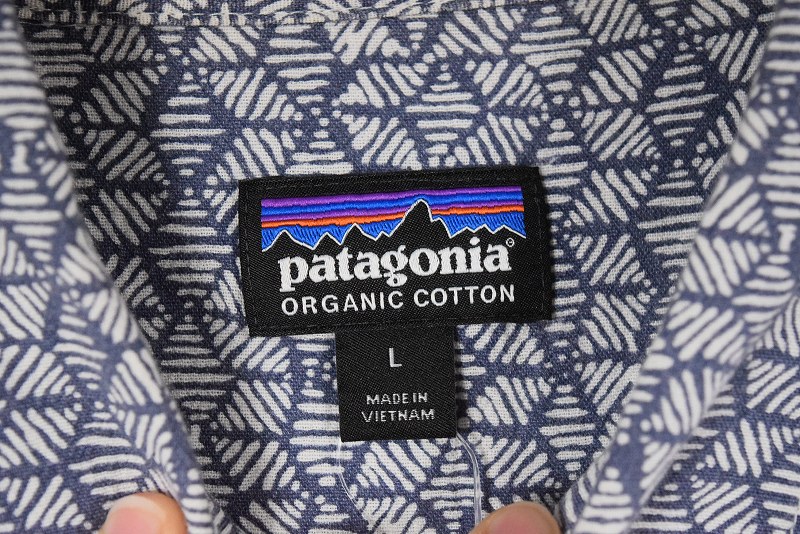 patagonia®
ORGANIC COTTON
L
MADE IN
VIETNAM